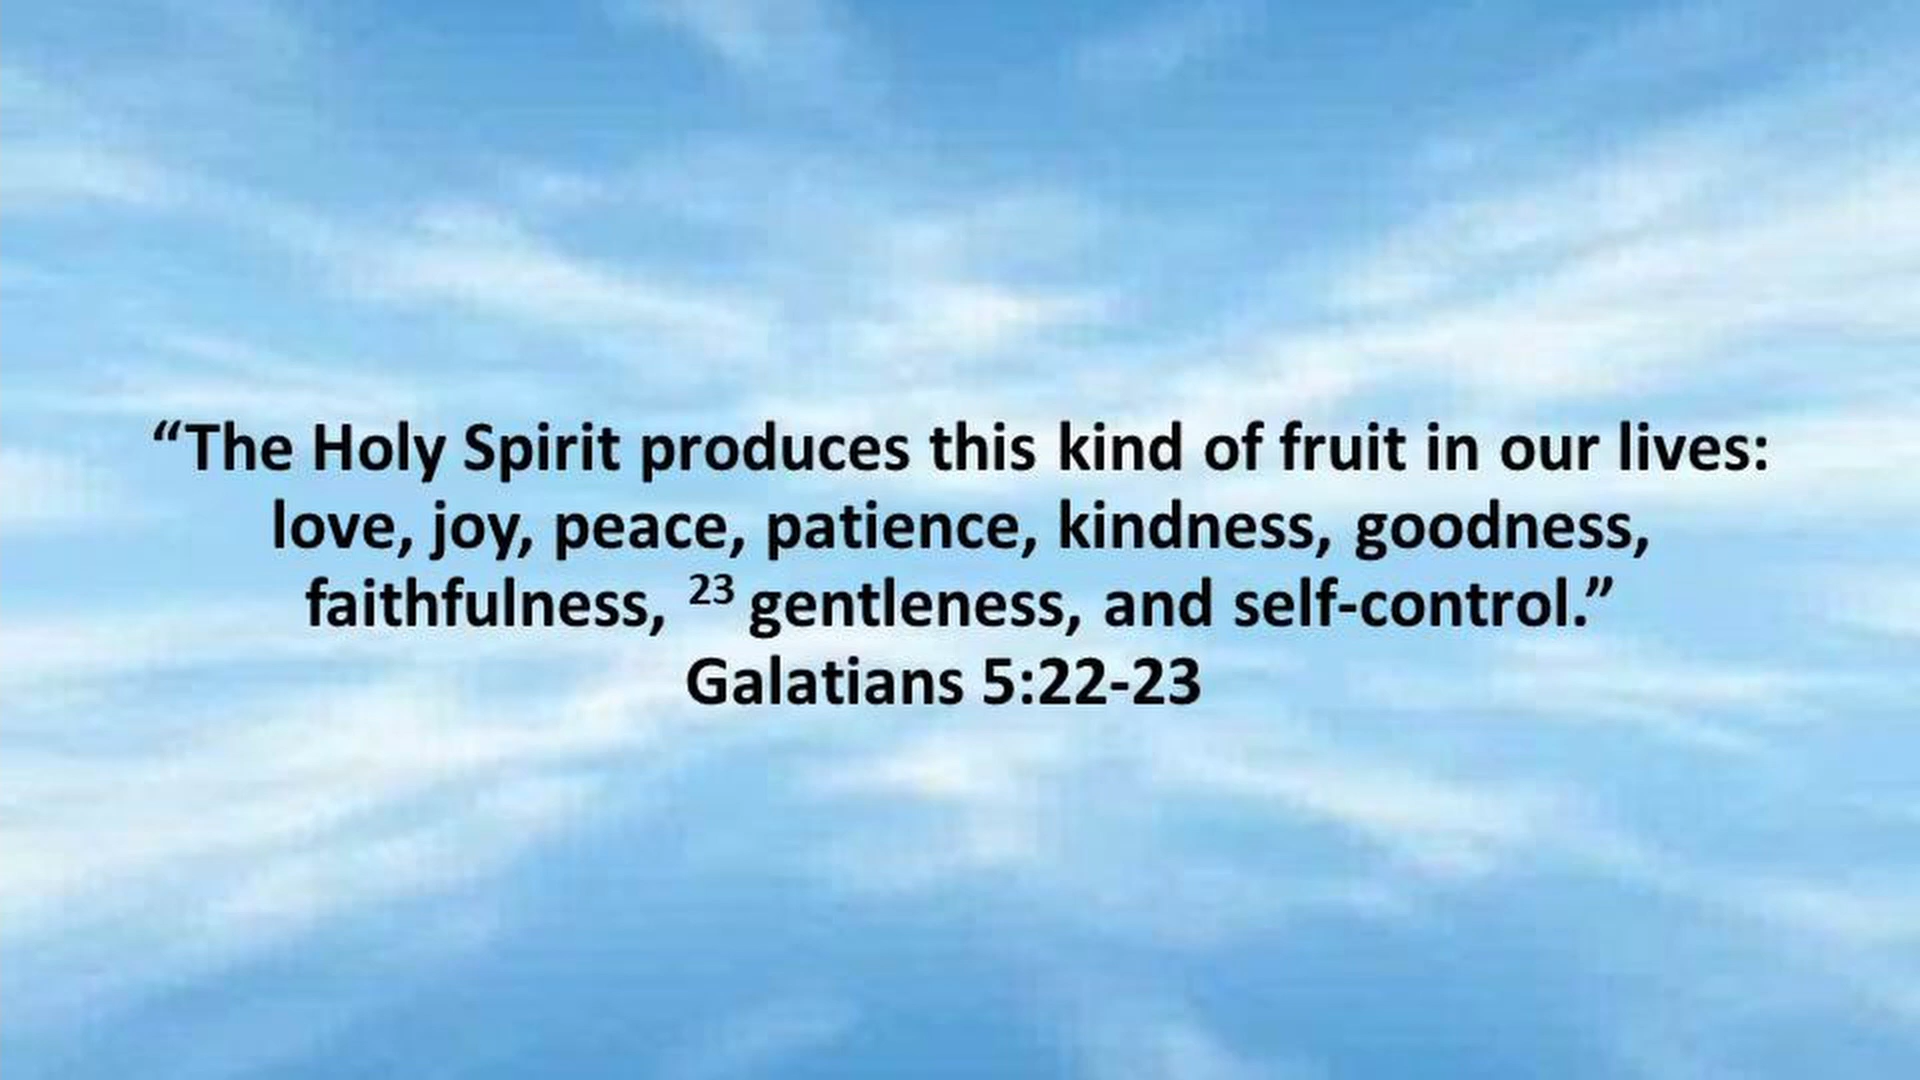 “The Holy Spirit produces this kind of fruit in our lives:
love, joy, peace, patience, kindness, goodness,
faithfulness, ²³ gentleness, and self-control.”
Galatians 5:22-23